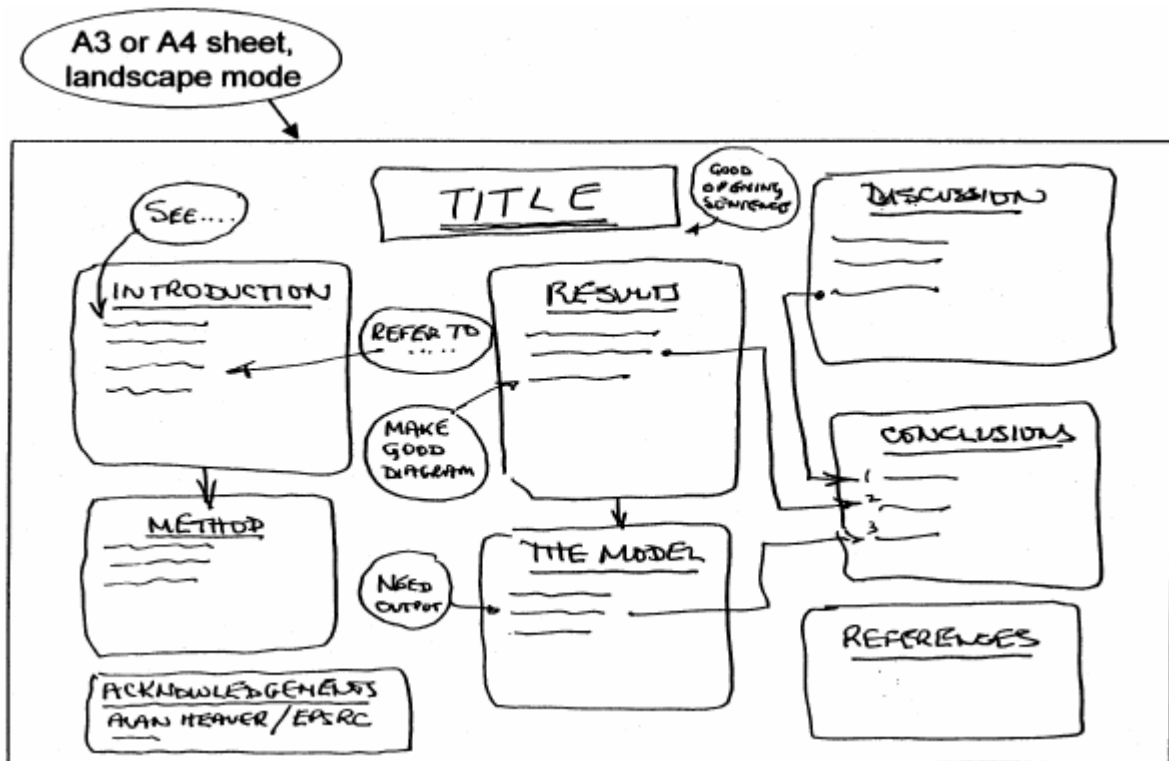 A3 or A4 sheet,
landscape mode
TITLE
GOOD
OPENING
SENTENCE
SEE....
INTRODUCTION
REFER TO
.....
METHOD
ACKNOWLEDGEMENTS
ALAN HEAVER/EPSRC
RESULTS
MAKE
GOOD
DIAGRAM
THE MODEL
NEED
OUTPUT
DISCUSSION
CONCLUSIONS
1
2
3
REFERENCES